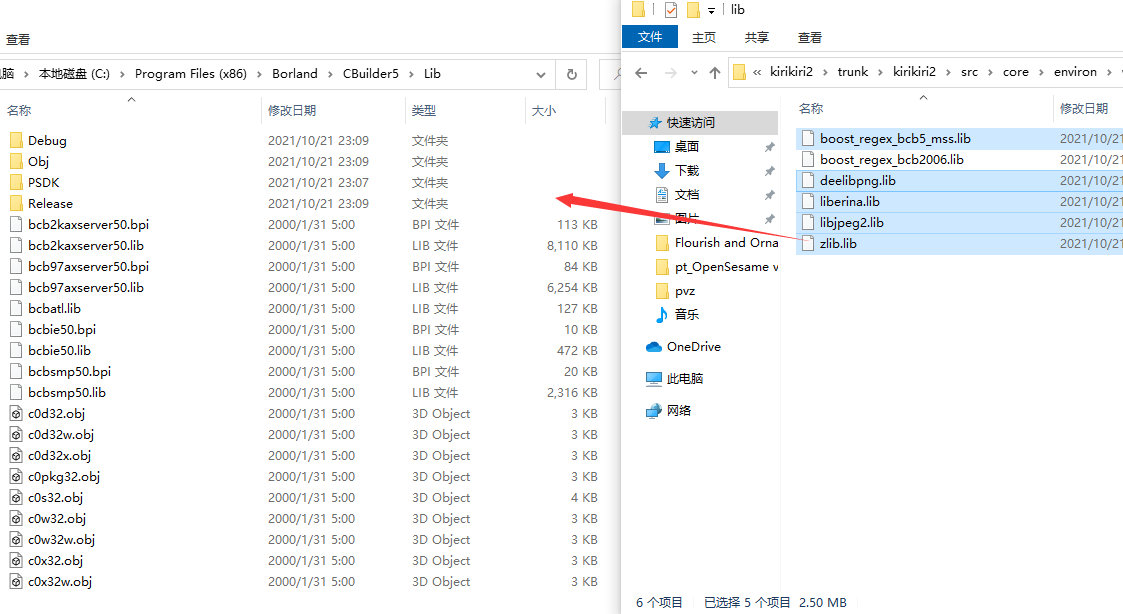 查看
脑 › 本地磁盘 (C:) › Program Files (x86) › Borland › CBuilder5 › Lib
名称 修改日期 类型 大小
Debug 2021/10/21 23:09 文件夹
Obj 2021/10/21 23:09 文件夹
PSDK 2021/10/21 23:07 文件夹
Release 2021/10/21 23:09 文件夹
bcb2kaxserver50.bpi 2000/1/31 5:00 BPI 文件 113 KB
bcb2kaxserver50.lib 2000/1/31 5:00 LIB 文件 8,110 KB
bcb97axserver50.bpi 2000/1/31 5:00 BPI 文件 84 KB
bcb97axserver50.lib 2000/1/31 5:00 LIB 文件 6,254 KB
bcbatl.lib 2000/1/31 5:00 LIB 文件 127 KB
bcbie50.bpi 2000/1/31 5:00 BPI 文件 10 KB
bcbie50.lib 2000/1/31 5:00 LIB 文件 472 KB
bcbsmp50.bpi 2000/1/31 5:00 BPI 文件 20 KB
bcbsmp50.lib 2000/1/31 5:00 LIB 文件 2,316 KB
c0d32.obj 2000/1/31 5:00 3D Object 3 KB
c0d32w.obj 2000/1/31 5:00 3D Object 3 KB
c0d32x.obj 2000/1/31 5:00 3D Object 3 KB
c0pkg32.obj 2000/1/31 5:00 3D Object 3 KB
c0s32.obj 2000/1/31 5:00 3D Object 4 KB
c0w32.obj 2000/1/31 5:00 3D Object 3 KB
c0w32w.obj 2000/1/31 5:00 3D Object 3 KB
c0x32.obj 2000/1/31 5:00 3D Object 3 KB
c0x32w.obj 2000/1/31 5:00 3D Object 3 KB
lib
文件 主页 共享 查看
« kirikiri2 › trunk › kirikiri2 › src › core › environ ›
快速访问
桌面
下载
文档
图片
Flourish and Orna
pt_OpenSesame v
pvz
音乐
OneDrive
此电脑
网络
名称 修改日期
boost_regex_bcb5_mss.lib 2021/10/21
boost_regex_bcb2006.lib 2021/10/21
deelibpng.lib 2021/10/21
liberina.lib 2021/10/21
libjpeg2.lib 2021/10/21
zlib.lib 2021/10/21
6 个项目 已选择 5 个项目 2.50 MB